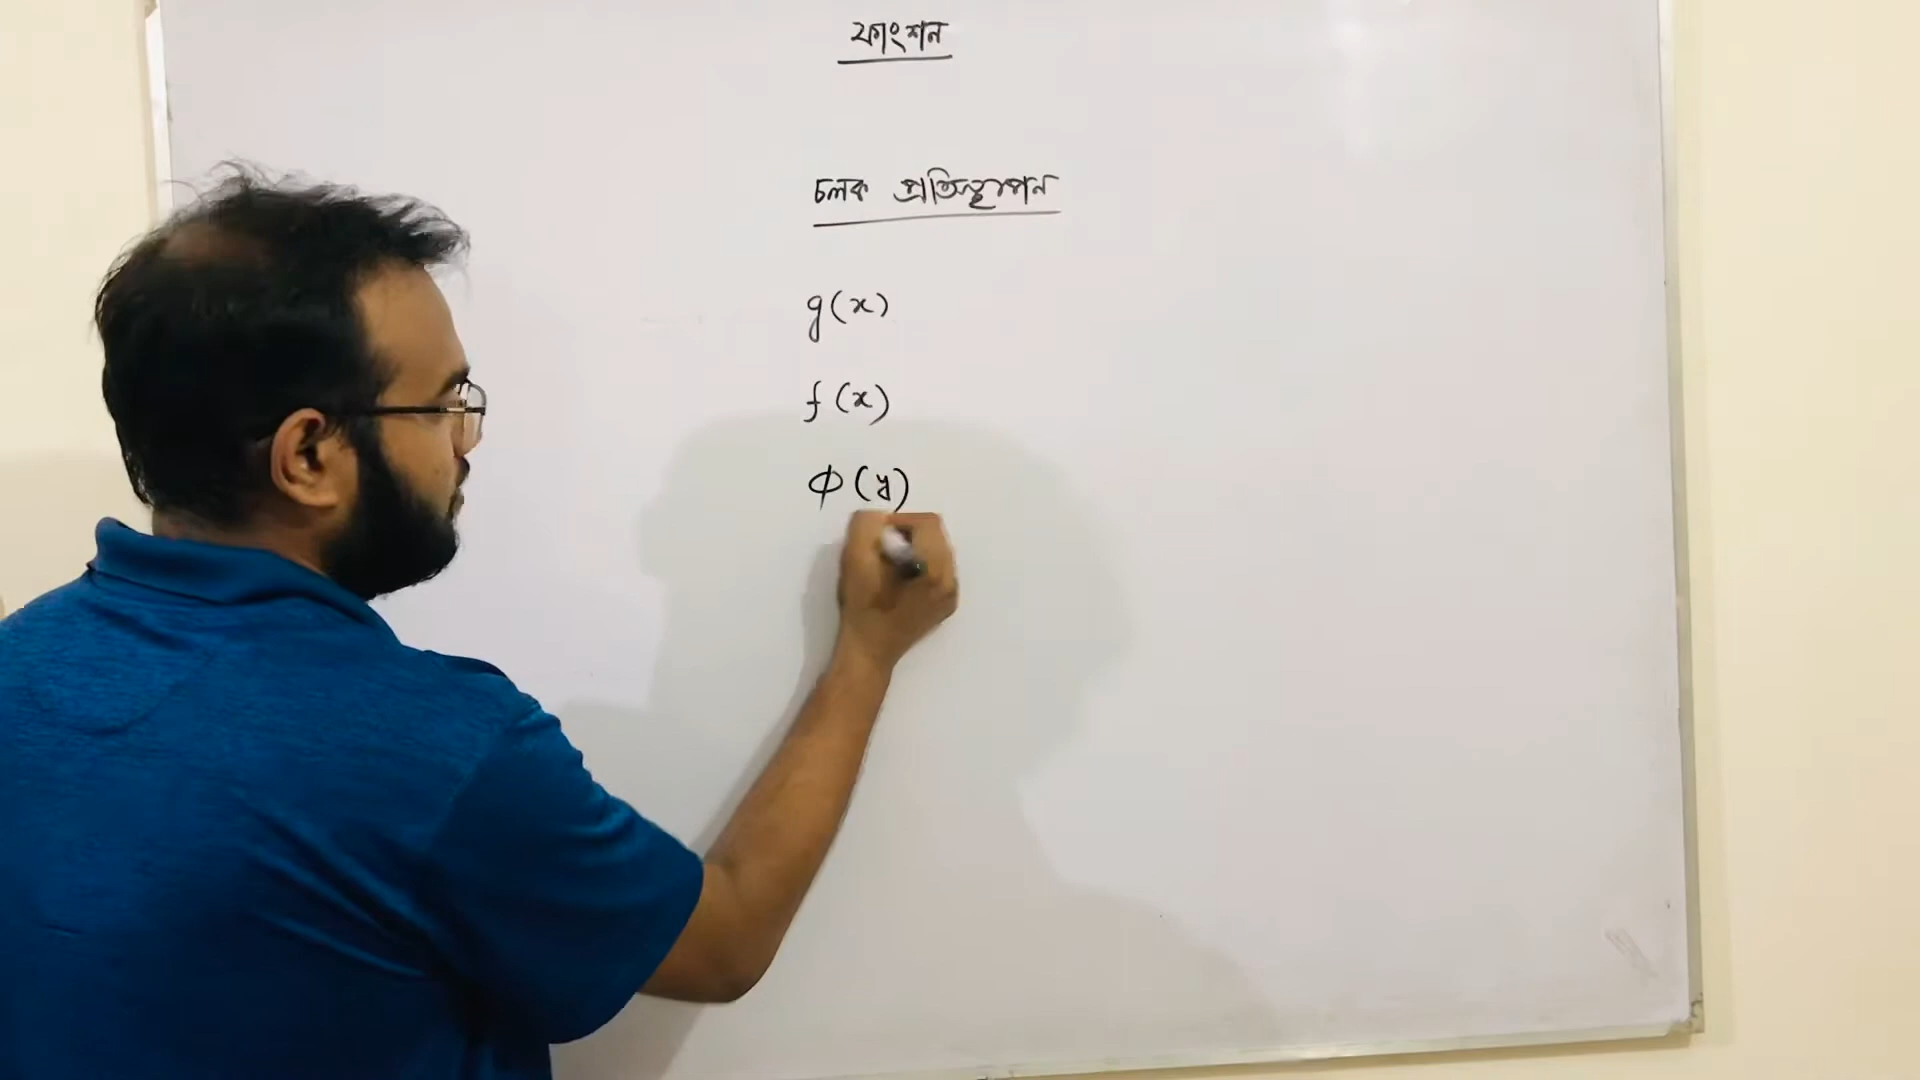 ফাংশন
চলক প্রতিস্থাপন
g(x)
f(x)
φ(y)